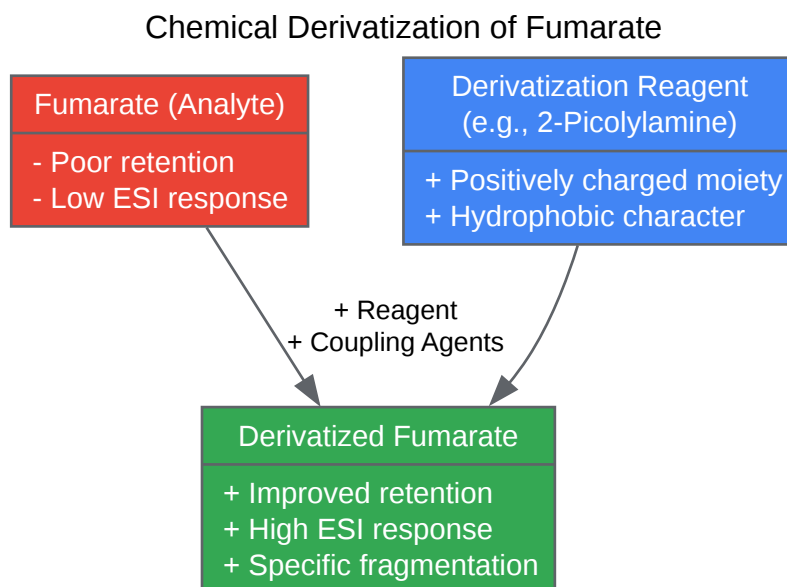 Chemical Derivatization of Fumarate
Fumarate (Analyte)
- Poor retention
- Low ESI response
Derivatization Reagent
(e.g., 2-Picolylamine)
+ Positively charged moiety
+ Hydrophobic character
+ Reagent
+ Coupling Agents
Derivatized Fumarate
+ Improved retention
+ High ESI response
+ Specific fragmentation